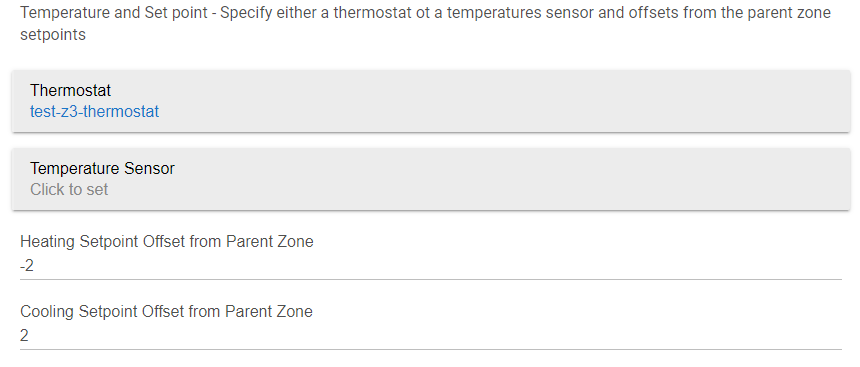 Temperature and Set point - Specify either a thermostat ot a temperatures sensor and offsets from the parent zone
setpoints
Thermostat
test-z3-thermostat
Temperature Sensor
Click to set
Heating Setpoint Offset from Parent Zone
-2
Cooling Setpoint Offset from Parent Zone
2